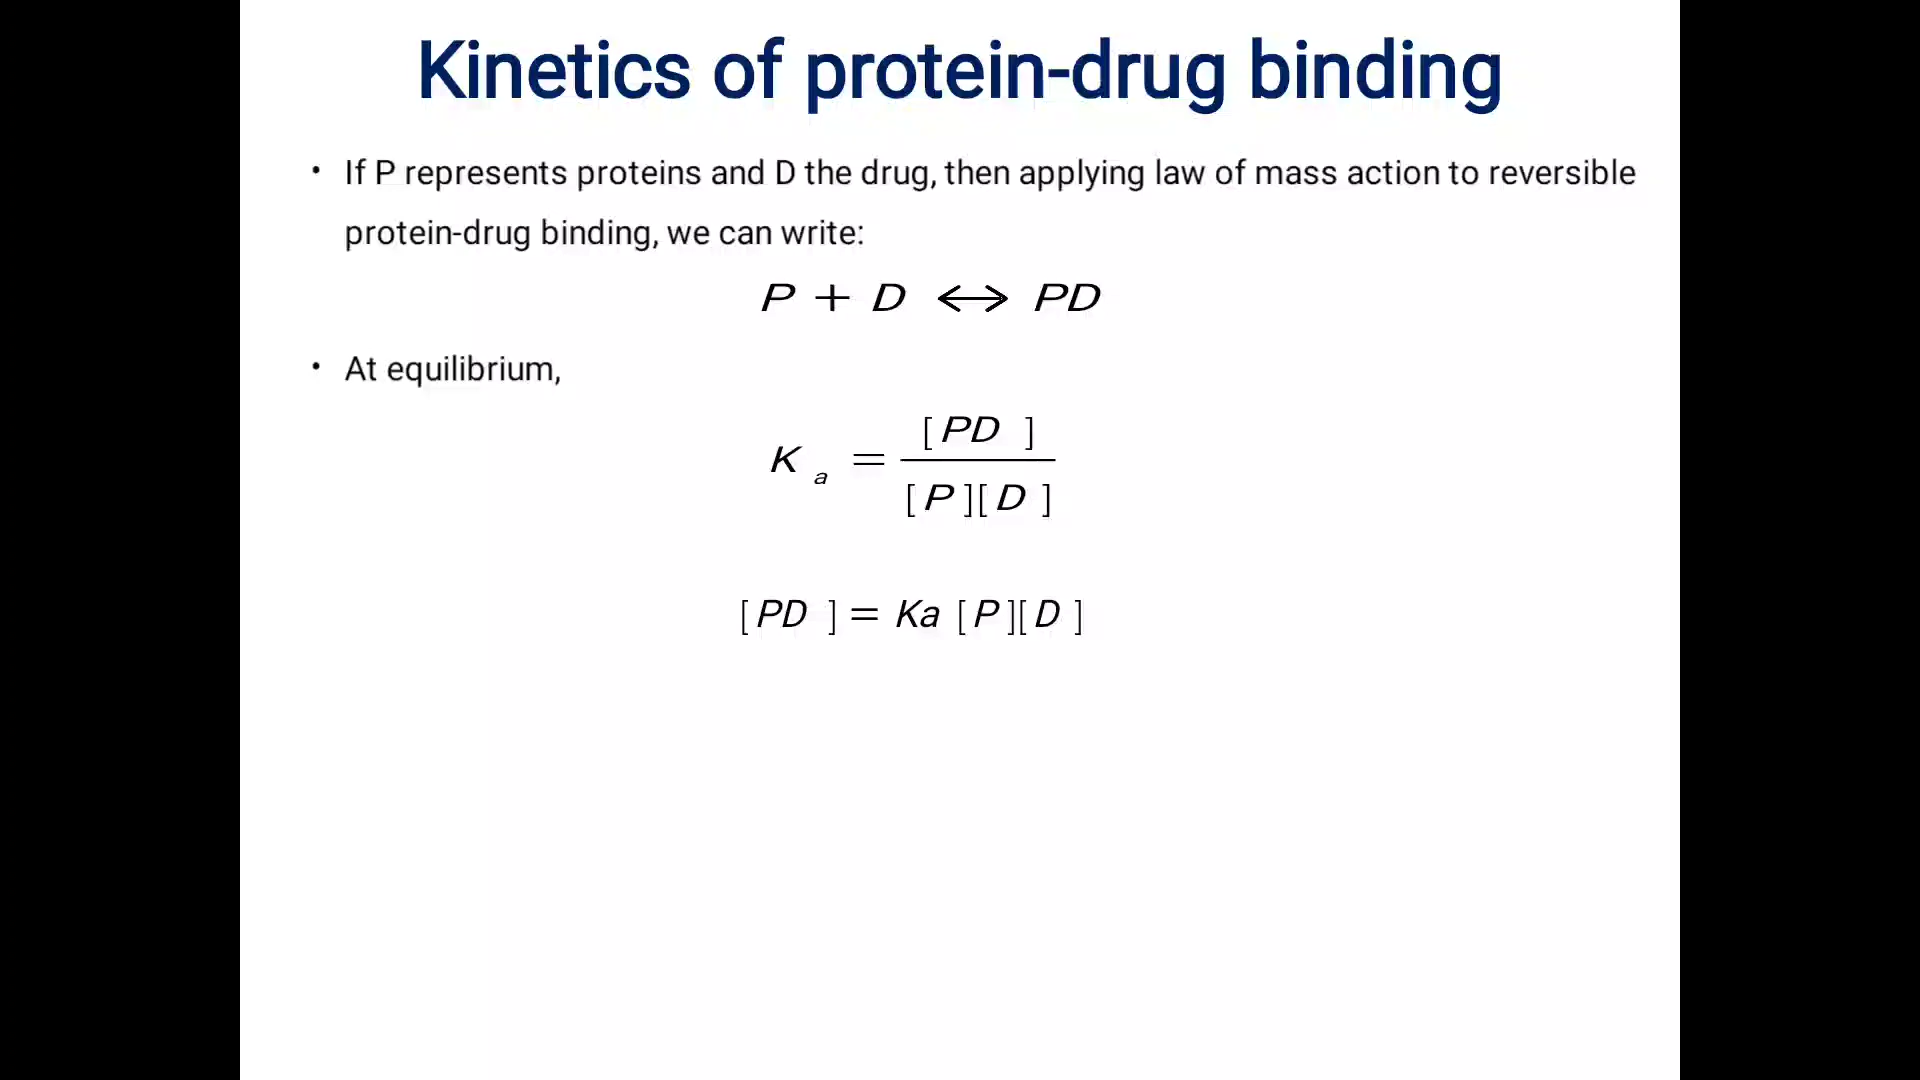 Kinetics of protein-drug binding
• If P represents proteins and D the drug, then applying law of mass action to reversible
protein-drug binding, we can write:
P + D ↔ PD
• At equilibrium,
K a = [ PD ] / [ P ][ D ]
[ PD ] = Ka [ P ][ D ]